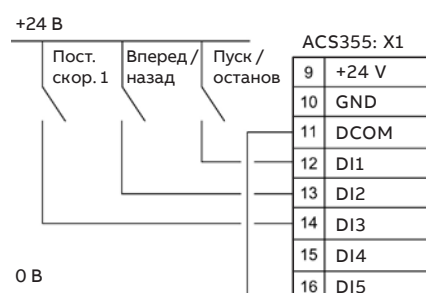 +24 В
Пост. скор. 1
Вперед / назад
Пуск / останов
ACS355: X1
9 +24 V
10 GND
11 DCOM
12 DI1
13 DI2
14 DI3
15 DI4
16 DI5
0 В